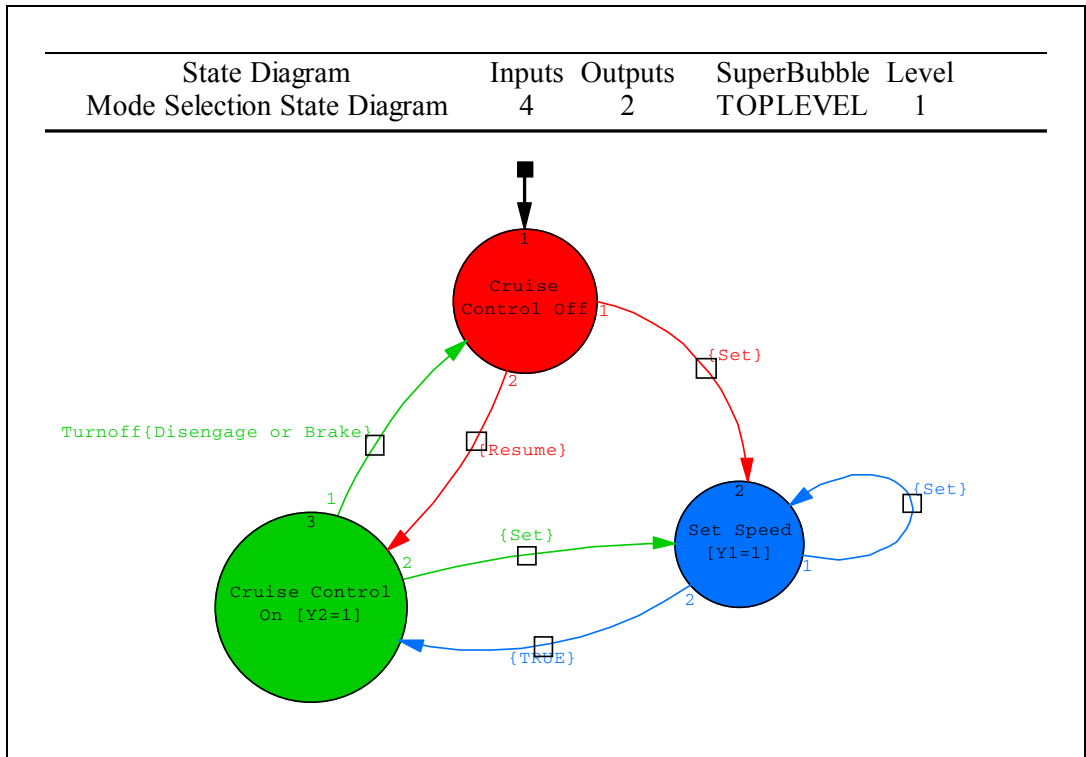 State Diagram Inputs Outputs SuperBubble Level
Mode Selection State Diagram 4 2 TOPLEVEL 1
1
Cruise
Control Off
1
2
{Set}
Turnoff{Disengage or Brake}
{Resume}
1
3
2
{Set}
2
{Set}
Set Speed
[Y1=1]
1
2
Cruise Control
On [Y2=1]
{TRUE}